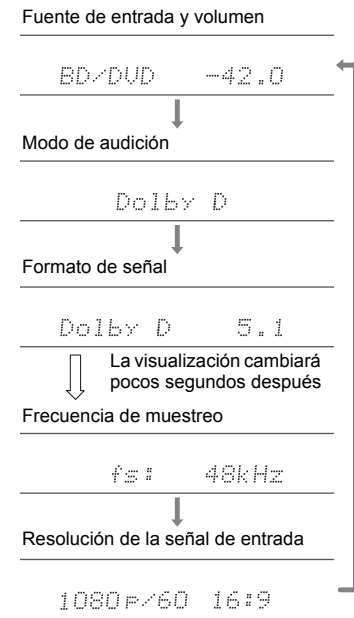 Fuente de entrada y volumen
BD/DVD -42.0
Modo de audición
Dolby D
Formato de señal
Dolby D 5.1
La visualización cambiará
pocos segundos después
Frecuencia de muestreo
fs: 48kHz
Resolución de la señal de entrada
1080p/60 16:9